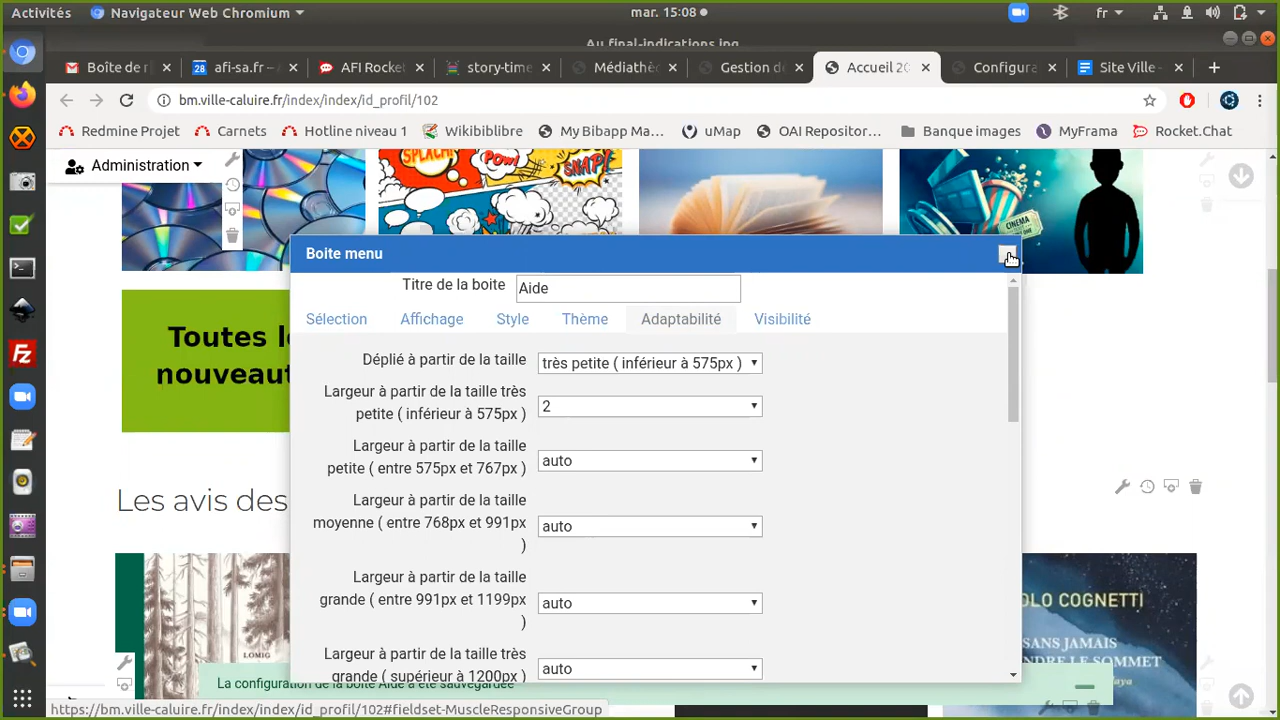 Activités Navigateur Web Chromium mar. 15:08 fr
Au final-indications.jpg
Boîte de r afi-sa.fr - AFI Rocket story-time Médiathè Gestion de Accueil 20 Configura Site Ville -
28
bm.ville-caluire.fr/index/index/id_profil/102
Redmine Projet Carnets Hotline niveau 1 Wikibiblibre My Bibapp Ma... uMap OAI Repositor... Banque images MyFrama Rocket.Chat
Administration
SPLASH! POW! SNAP!
CINEMA
Boite menu
Titre de la boite Aide
Sélection Affichage Style Thème Adaptabilité Visibilité
Toutes l
nouveaut
Déplié à partir de la taille très petite ( inférieur à 575px )
Largeur à partir de la taille très
petite ( inférieur à 575px ) 2
Largeur à partir de la taille
petite ( entre 575px et 767px ) auto
Largeur à partir de la taille
moyenne ( entre 768px et 991px
) auto
Les avis des
Largeur à partir de la taille
grande ( entre 991px et 1199px
) auto
Largeur à partir de la taille très
grande ( supérieur à 1200px ) auto
OLO COGNETTI
SANS JAMAIS
NDRE LE SOMMET
LOMIG
La configuration de la boite Aide a été sauvegardée
https://bm.ville-caluire.fr/index/index/id_profil/102#fieldset-MuscleResponsiveGroup